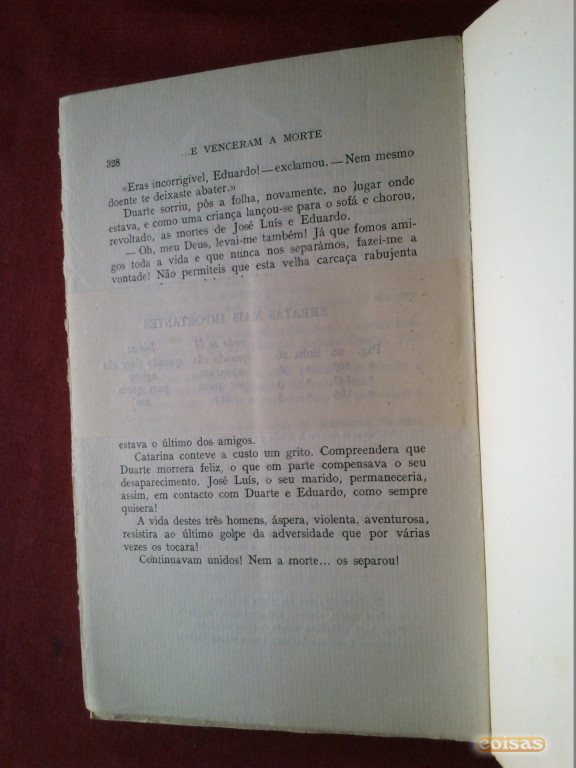 328
...E VENCERAM A MORTE
«Eras incorrigível, Eduardo! — exclamou. — Nem mesmo
doente te deixaste abater.»
Duarte sorriu, pôs a folha, novamente, no lugar onde
estava, e como uma criança lançou-se para o sofá e chorou,
revoltado, as mortes de José Luís e Eduardo.
— Oh, meu Deus, levai-me também! Já que fomos ami-
gos toda a vida e que nunca nos separámos, fazei-me a
vontade! Não permiteis que esta velha carcaça rabujenta
ERRATAS MAIS IMPORTANTES
estava o último dos amigos.
Catarina conteve a custo um grito. Compreendera que
Duarte morrera feliz, o que em parte compensava o seu
desaparecimento. José Luís, o seu marido, permaneceria,
assim, em contacto com Duarte e Eduardo, como sempre
quisera!
A vida destes três homens, áspera, violenta, aventurosa,
resistira ao último golpe da adversidade que por várias
vezes os tocara!
Continuavam unidos! Nem a morte... os separou!
coisas